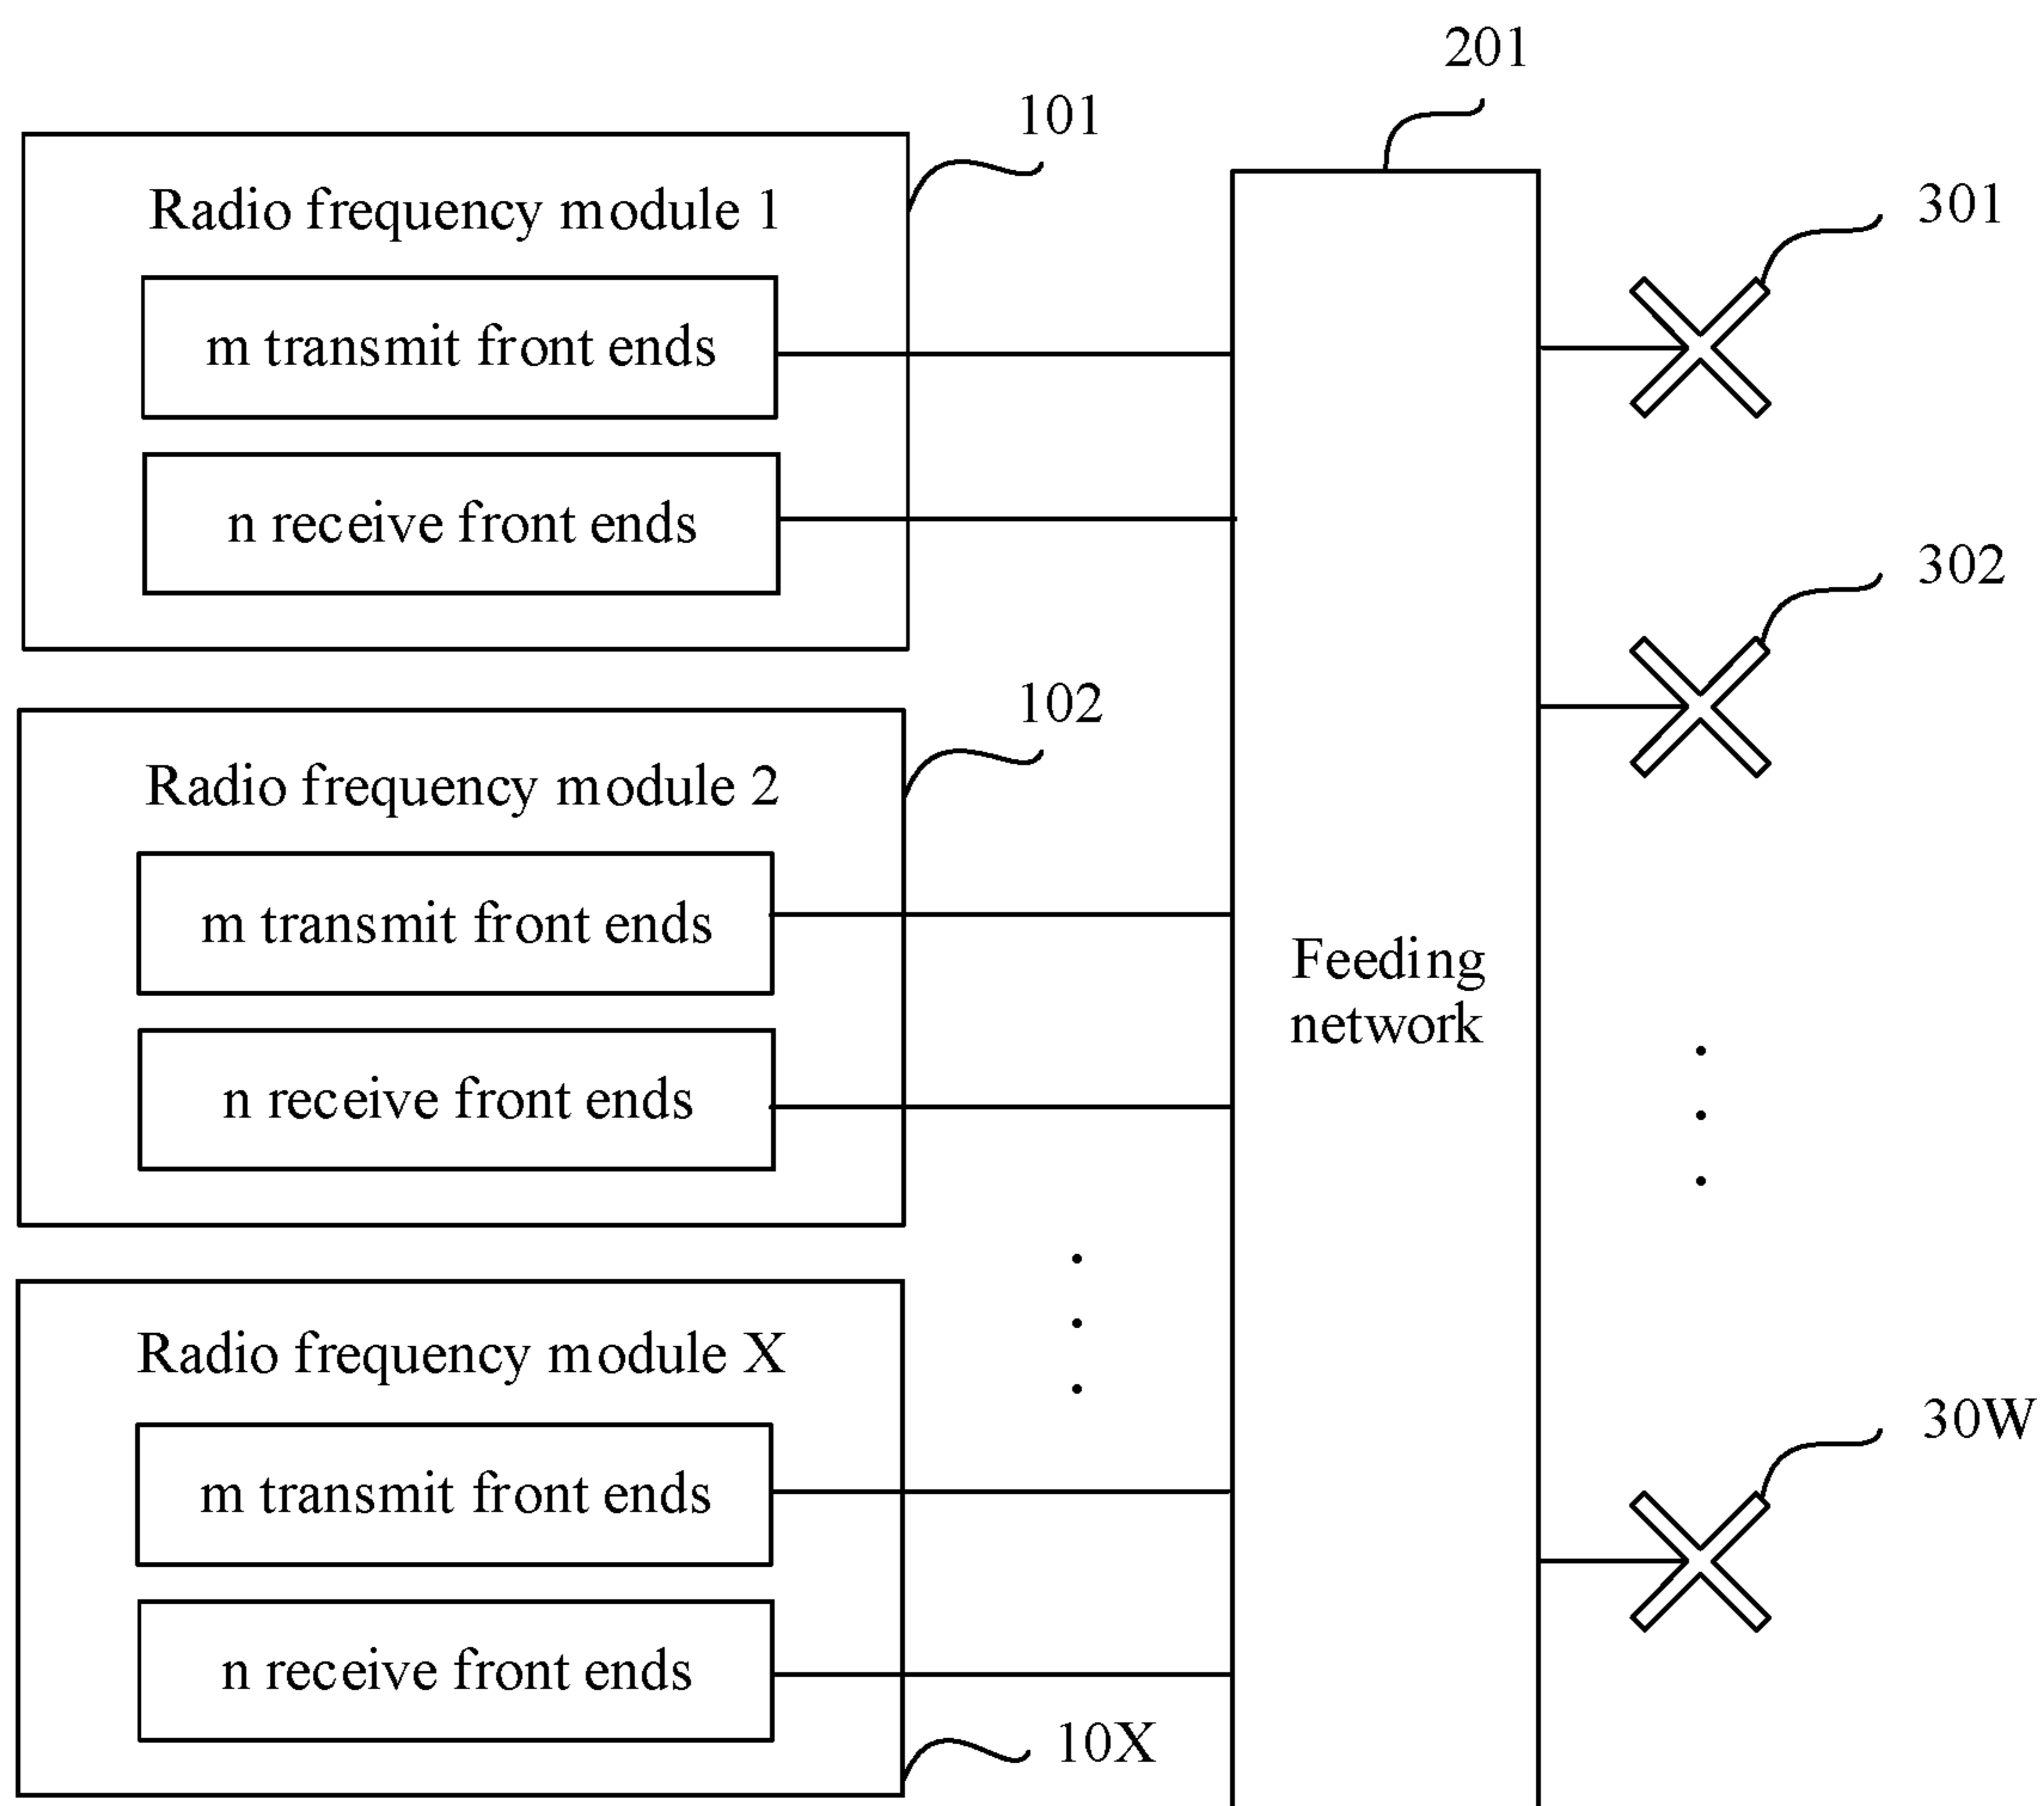 201
101
Radio frequency module 1
301
m transmit front ends
n receive front ends
302
102
Radio frequency module 2
m transmit front ends
Feeding
network
n receive front ends
Radio frequency module X
30W
m transmit front ends
n receive front ends
10X